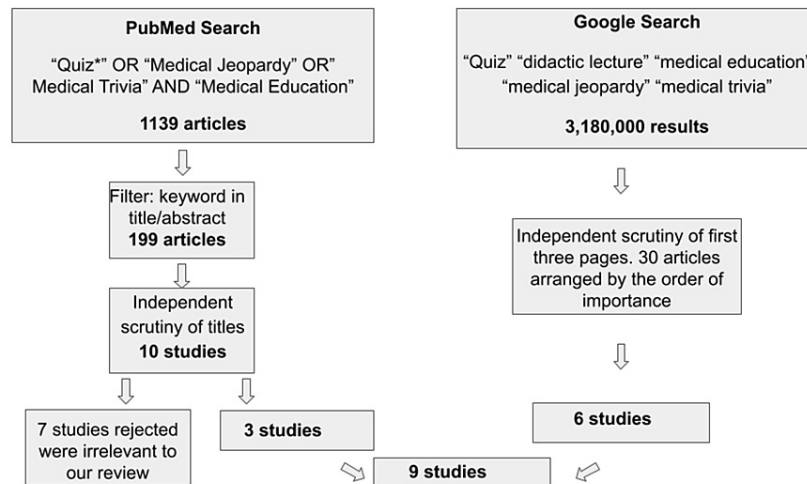 PubMed Search
“Quiz*” OR “Medical Jeopardy” OR”
Medical Trivia” AND “Medical Education”
1139 articles
Filter: keyword in
title/abstract
199 articles
Independent
scrutiny of titles
10 studies
7 studies rejected
were irrelevant to
our review
3 studies
Google Search
“Quiz” “didactic lecture” “medical education”
“medical jeopardy” “medical trivia”
3,180,000 results
Independent scrutiny of first
three pages. 30 articles
arranged by the order of
importance
6 studies
9 studies